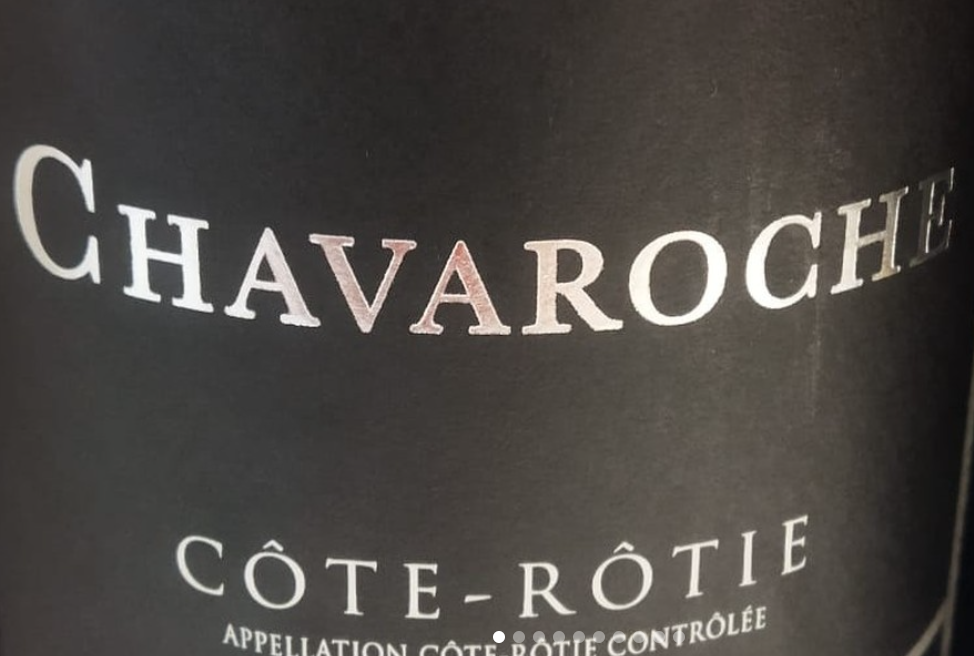 CHAVAROCHE
CÔTE-RÔTIE
APPELLATION CÔTE-RÔTIE CONTRÔLÉE